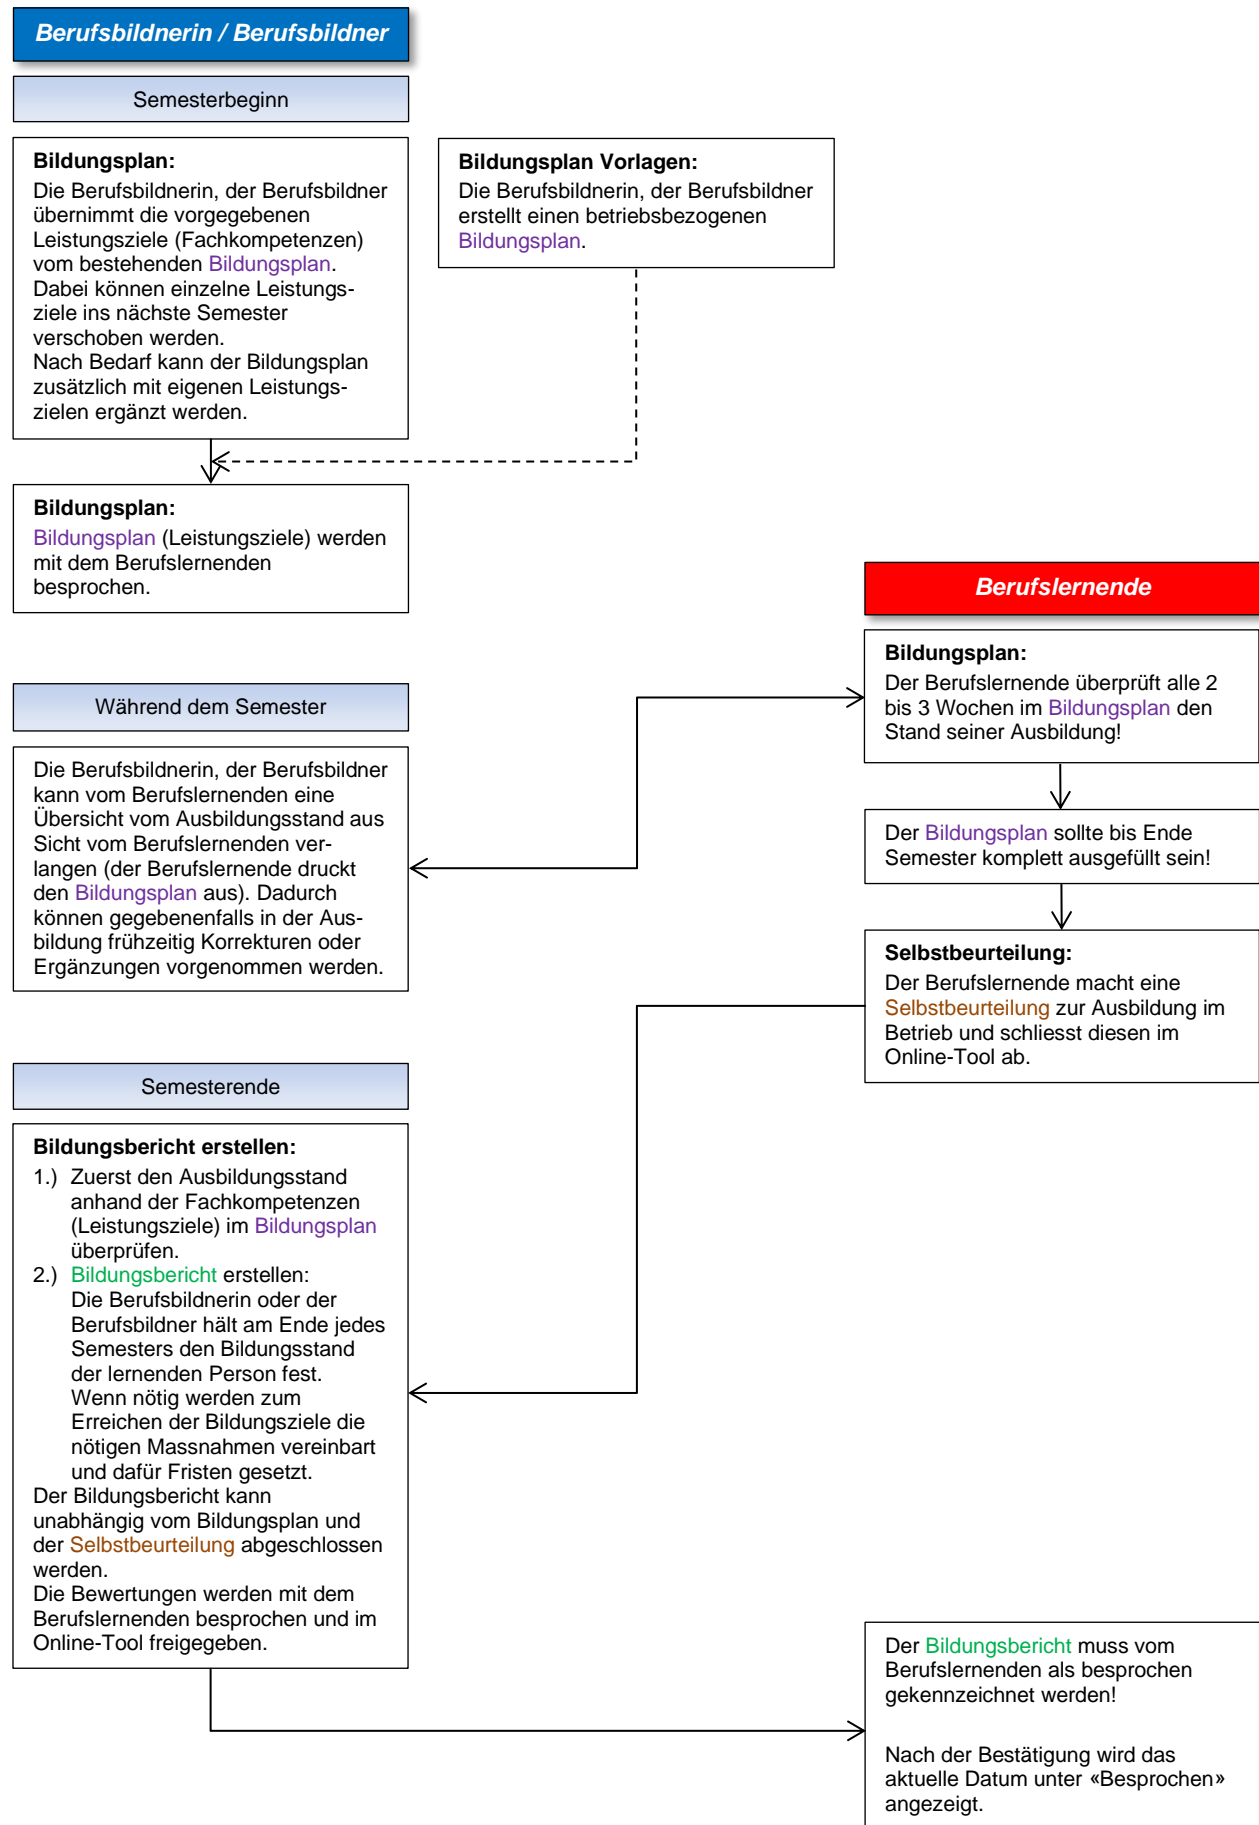 Berufsbildnerin / Berufsbildner
Semesterbeginn
Bildungsplan:
Die Berufsbildnerin, der Berufsbildner
übernimmt die vorgegebenen
Leistungsziele (Fachkompetenzen)
vom bestehenden Bildungsplan.
Dabei können einzelne Leistungs-
ziele ins nächste Semester
verschoben werden.
Nach Bedarf kann der Bildungsplan
zusätzlich mit eigenen Leistungs-
zielen ergänzt werden.
Bildungsplan Vorlagen:
Die Berufsbildnerin, der Berufsbildner
erstellt einen betriebsbezogenen
Bildungsplan.
Bildungsplan:
Bildungsplan (Leistungsziele) werden
mit dem Berufslernenden
besprochen.
Berufslernende
Bildungsplan:
Der Berufslernende überprüft alle 2
bis 3 Wochen im Bildungsplan den
Stand seiner Ausbildung!
Während dem Semester
Die Berufsbildnerin, der Berufsbildner
kann vom Berufslernenden eine
Übersicht vom Ausbildungsstand aus
Sicht vom Berufslernenden ver-
langen (der Berufslernende druckt
den Bildungsplan aus). Dadurch
können gegebenenfalls in der Aus-
bildung frühzeitig Korrekturen oder
Ergänzungen vorgenommen werden.
Der Bildungsplan sollte bis Ende
Semester komplett ausgefüllt sein!
Selbstbeurteilung:
Der Berufslernende macht eine
Selbstbeurteilung zur Ausbildung im
Betrieb und schliesst diesen im
Online-Tool ab.
Semesterende
Bildungsbericht erstellen:
1.) Zuerst den Ausbildungsstand
anhand der Fachkompetenzen
(Leistungsziele) im Bildungsplan
überprüfen.
2.) Bildungsbericht erstellen:
Die Berufsbildnerin oder der
Berufsbildner hält am Ende jedes
Semesters den Bildungsstand
der lernenden Person fest.
Wenn nötig werden zum
Erreichen der Bildungsziele die
nötigen Massnahmen vereinbart
und dafür Fristen gesetzt.
Der Bildungsbericht kann
unabhängig vom Bildungsplan und
der Selbstbeurteilung abgeschlossen
werden.
Die Bewertungen werden mit dem
Berufslernenden besprochen und im
Online-Tool freigegeben.
Der Bildungsbericht muss vom
Berufslernenden als besprochen
gekennzeichnet werden!
Nach der Bestätigung wird das
aktuelle Datum unter «Besprochen»
angezeigt.